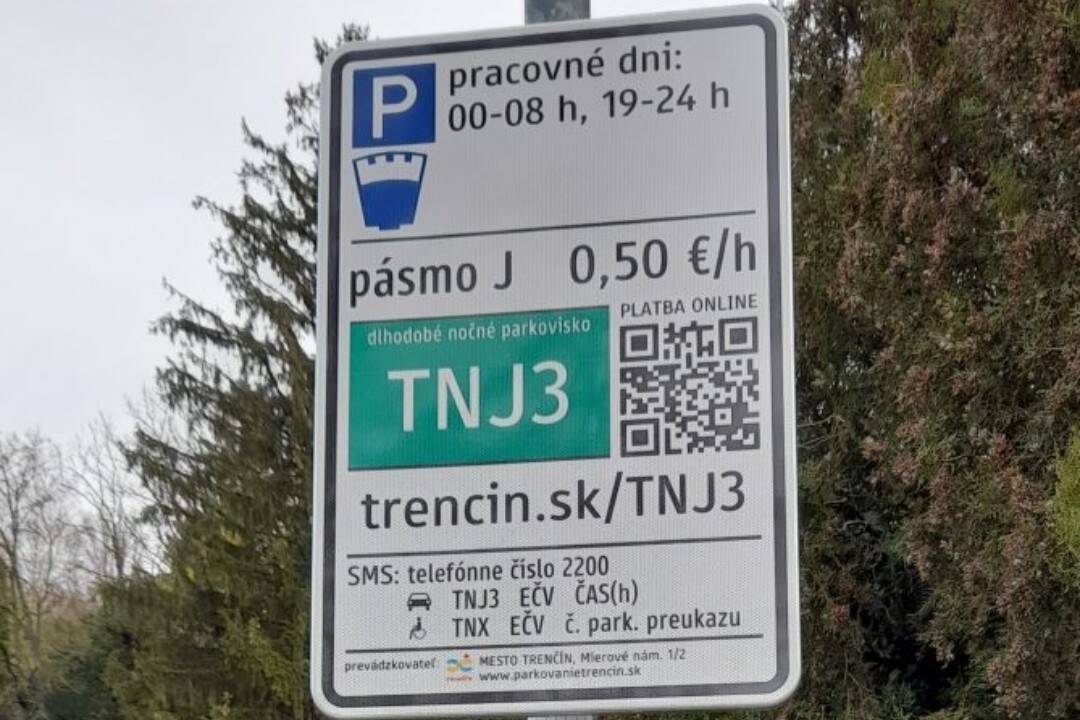 P
pracovné dni:
00-08 h, 19-24 h
pásmo J 0,50 €/h
PLATBA ONLINE
dlhodobé nočné parkovisko
TNJ3
trencin.sk/TNJ3
SMS: telefónne číslo 2200
TNJ3 EČV ČAS(h)
TNX EČV č. park. preukazu
prevádzkovateľ: MESTO TRENČÍN, Mierové nám. 1/2
www.parkovanietrencin.sk